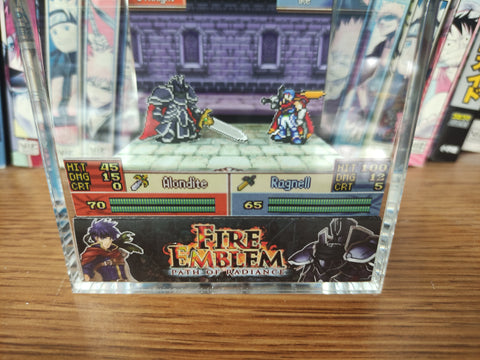 HIT 45
DMG 15
CRT 0
Alondite
Ragnell
HIT 100
DMG 13
CRT 5
70
65
FIRE
EMBLEM
PATH OF RADIANCE